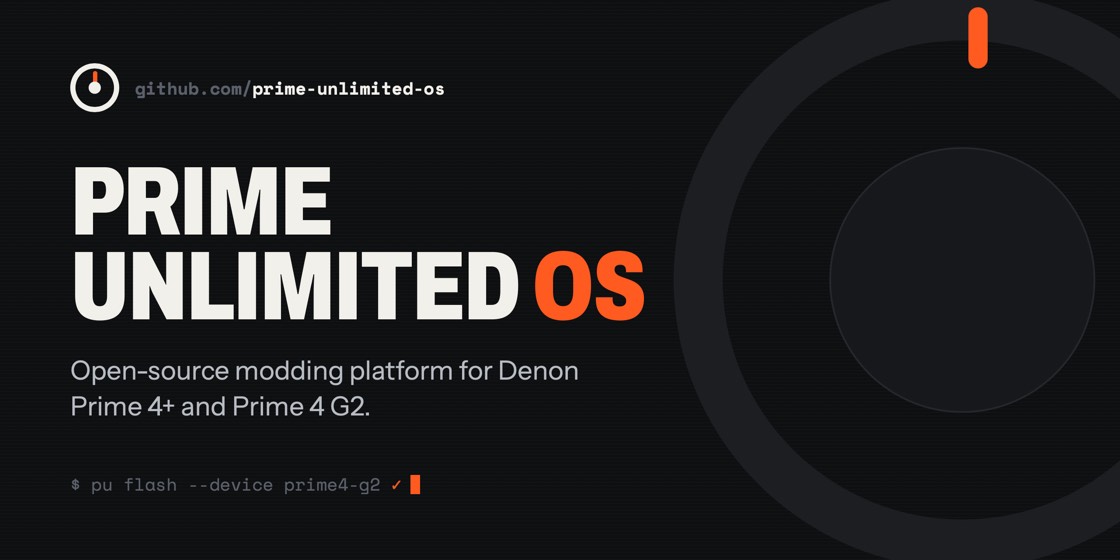 github.com/prime-unlimited-os
PRIME
UNLIMITED OS
Open-source modding platform for Denon
Prime 4+ and Prime 4 G2.
$ pu flash --device prime4-g2 ✓